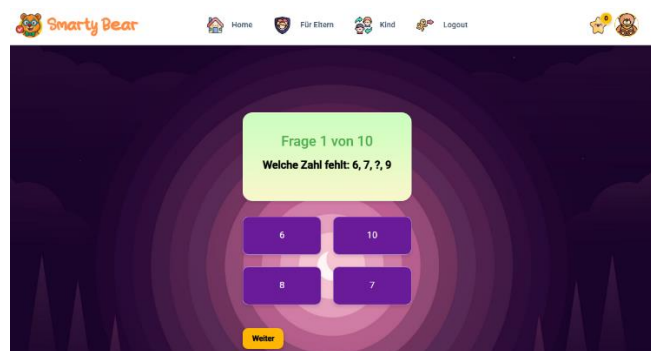 Smarty Bear
Home
Für Eltern
Kind
Logout
0
Frage 1 von 10
Welche Zahl fehlt: 6, 7, ?, 9
6
10
8
7
Weiter